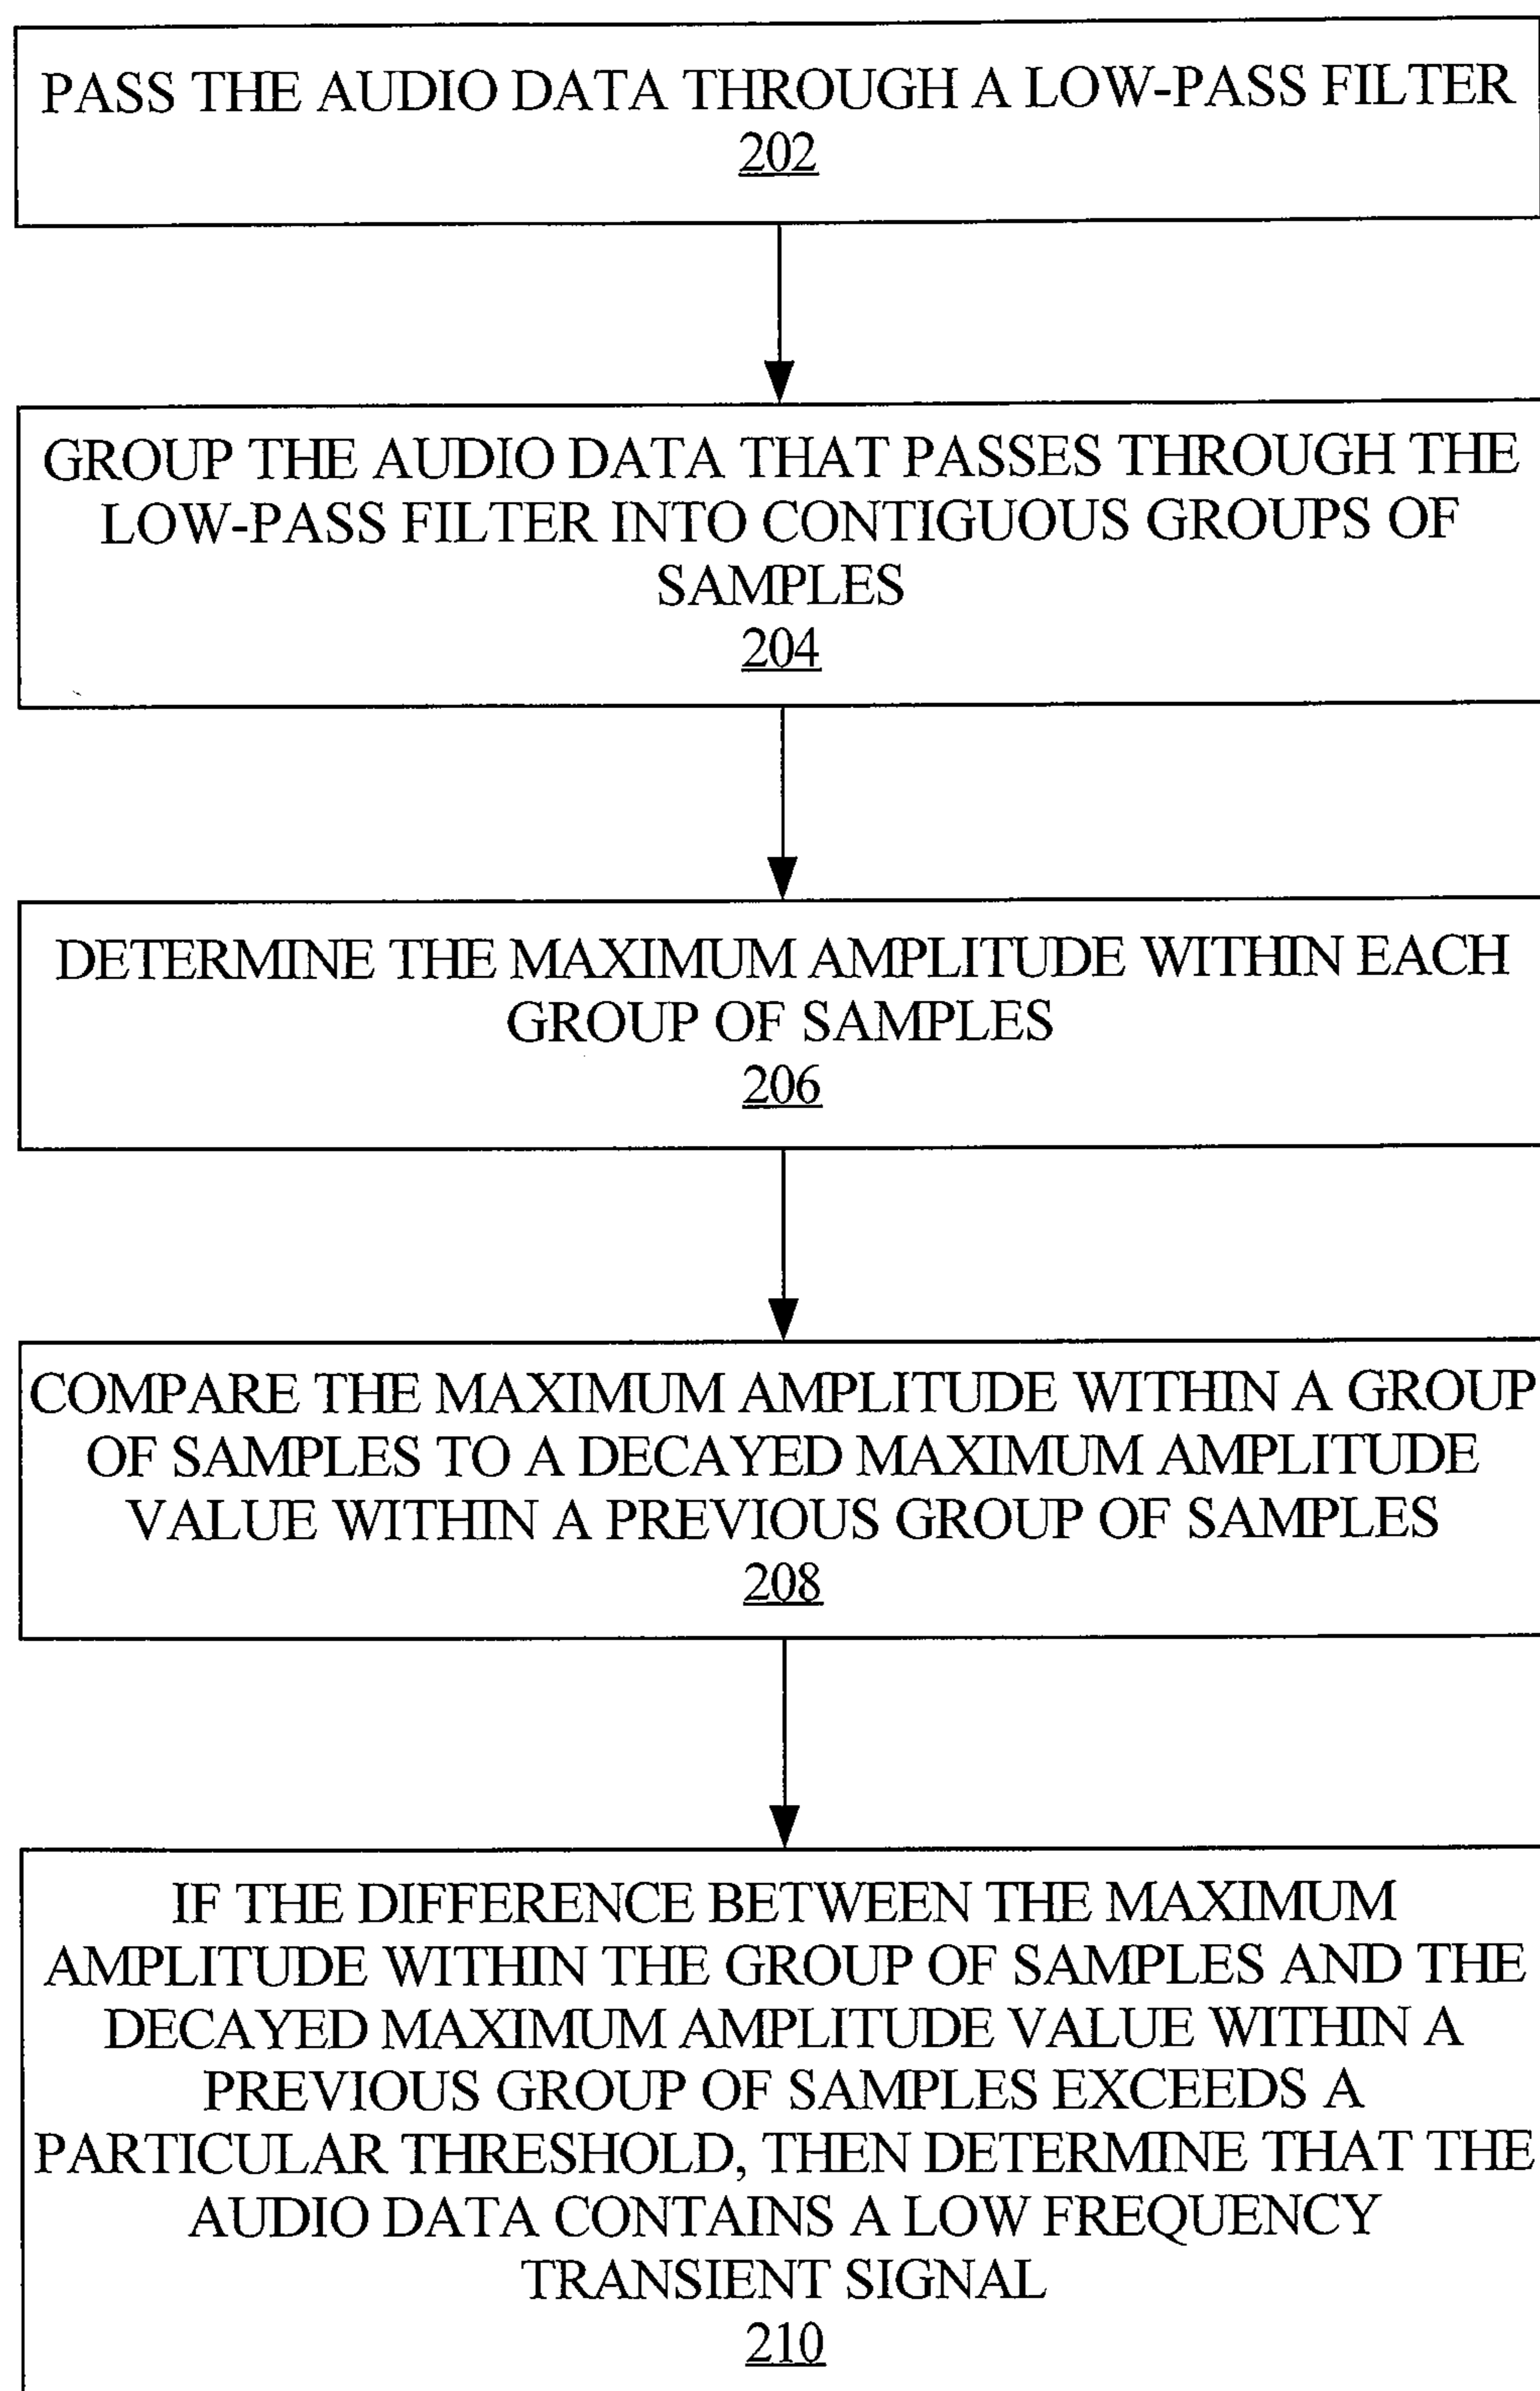 PASS THE AUDIO DATA THROUGH A LOW-PASS FILTER
202
GROUP THE AUDIO DATA THAT PASSES THROUGH THE
LOW-PASS FILTER INTO CONTIGUOUS GROUPS OF
SAMPLES
204
DETERMINE THE MAXIMUM AMPLITUDE WITHIN EACH
GROUP OF SAMPLES
206
COMPARE THE MAXIMUM AMPLITUDE WITHIN A GROUP
OF SAMPLES TO A DECAYED MAXIMUM AMPLITUDE
VALUE WITHIN A PREVIOUS GROUP OF SAMPLES
208
IF THE DIFFERENCE BETWEEN THE MAXIMUM
AMPLITUDE WITHIN THE GROUP OF SAMPLES AND THE
DECAYED MAXIMUM AMPLITUDE VALUE WITHIN A
PREVIOUS GROUP OF SAMPLES EXCEEDS A
PARTICULAR THRESHOLD, THEN DETERMINE THAT THE
AUDIO DATA CONTAINS A LOW FREQUENCY
TRANSIENT SIGNAL
210